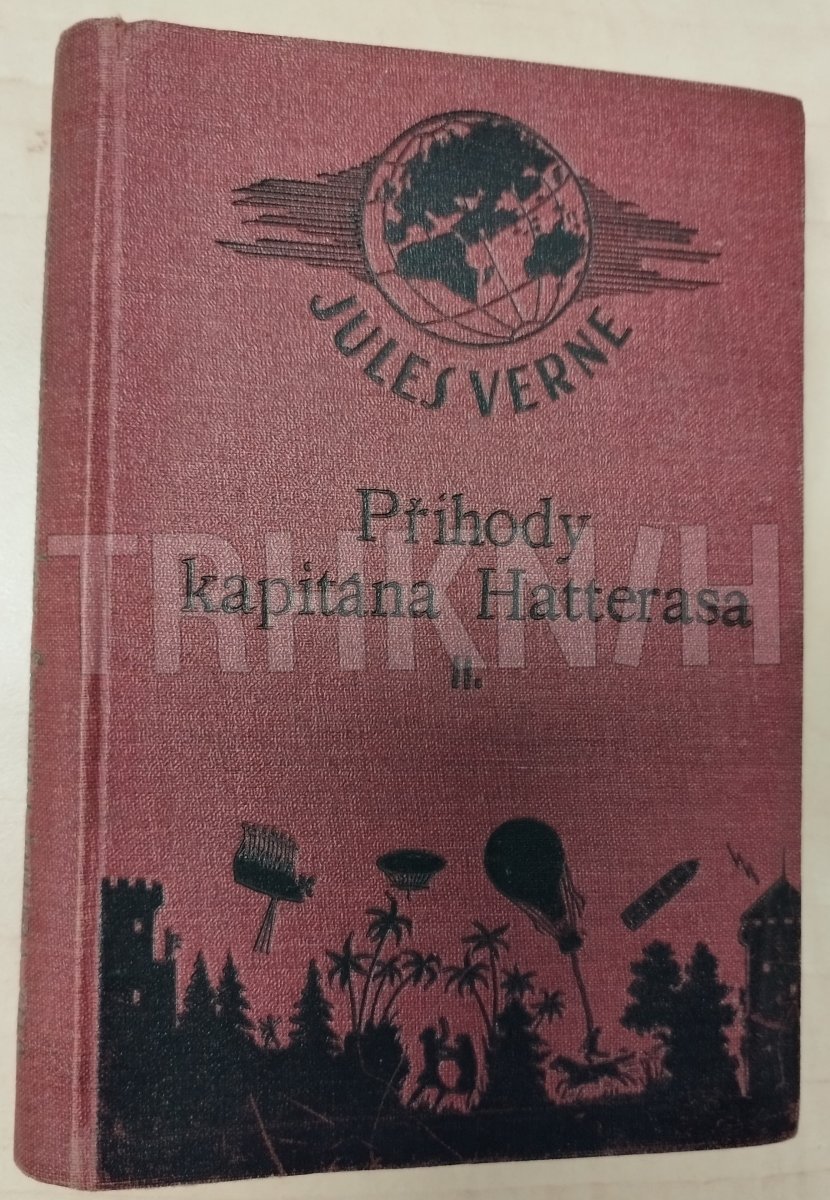 JULES VERNE
Příhody
kapitána Hatterasa
II.
TRHKNIH